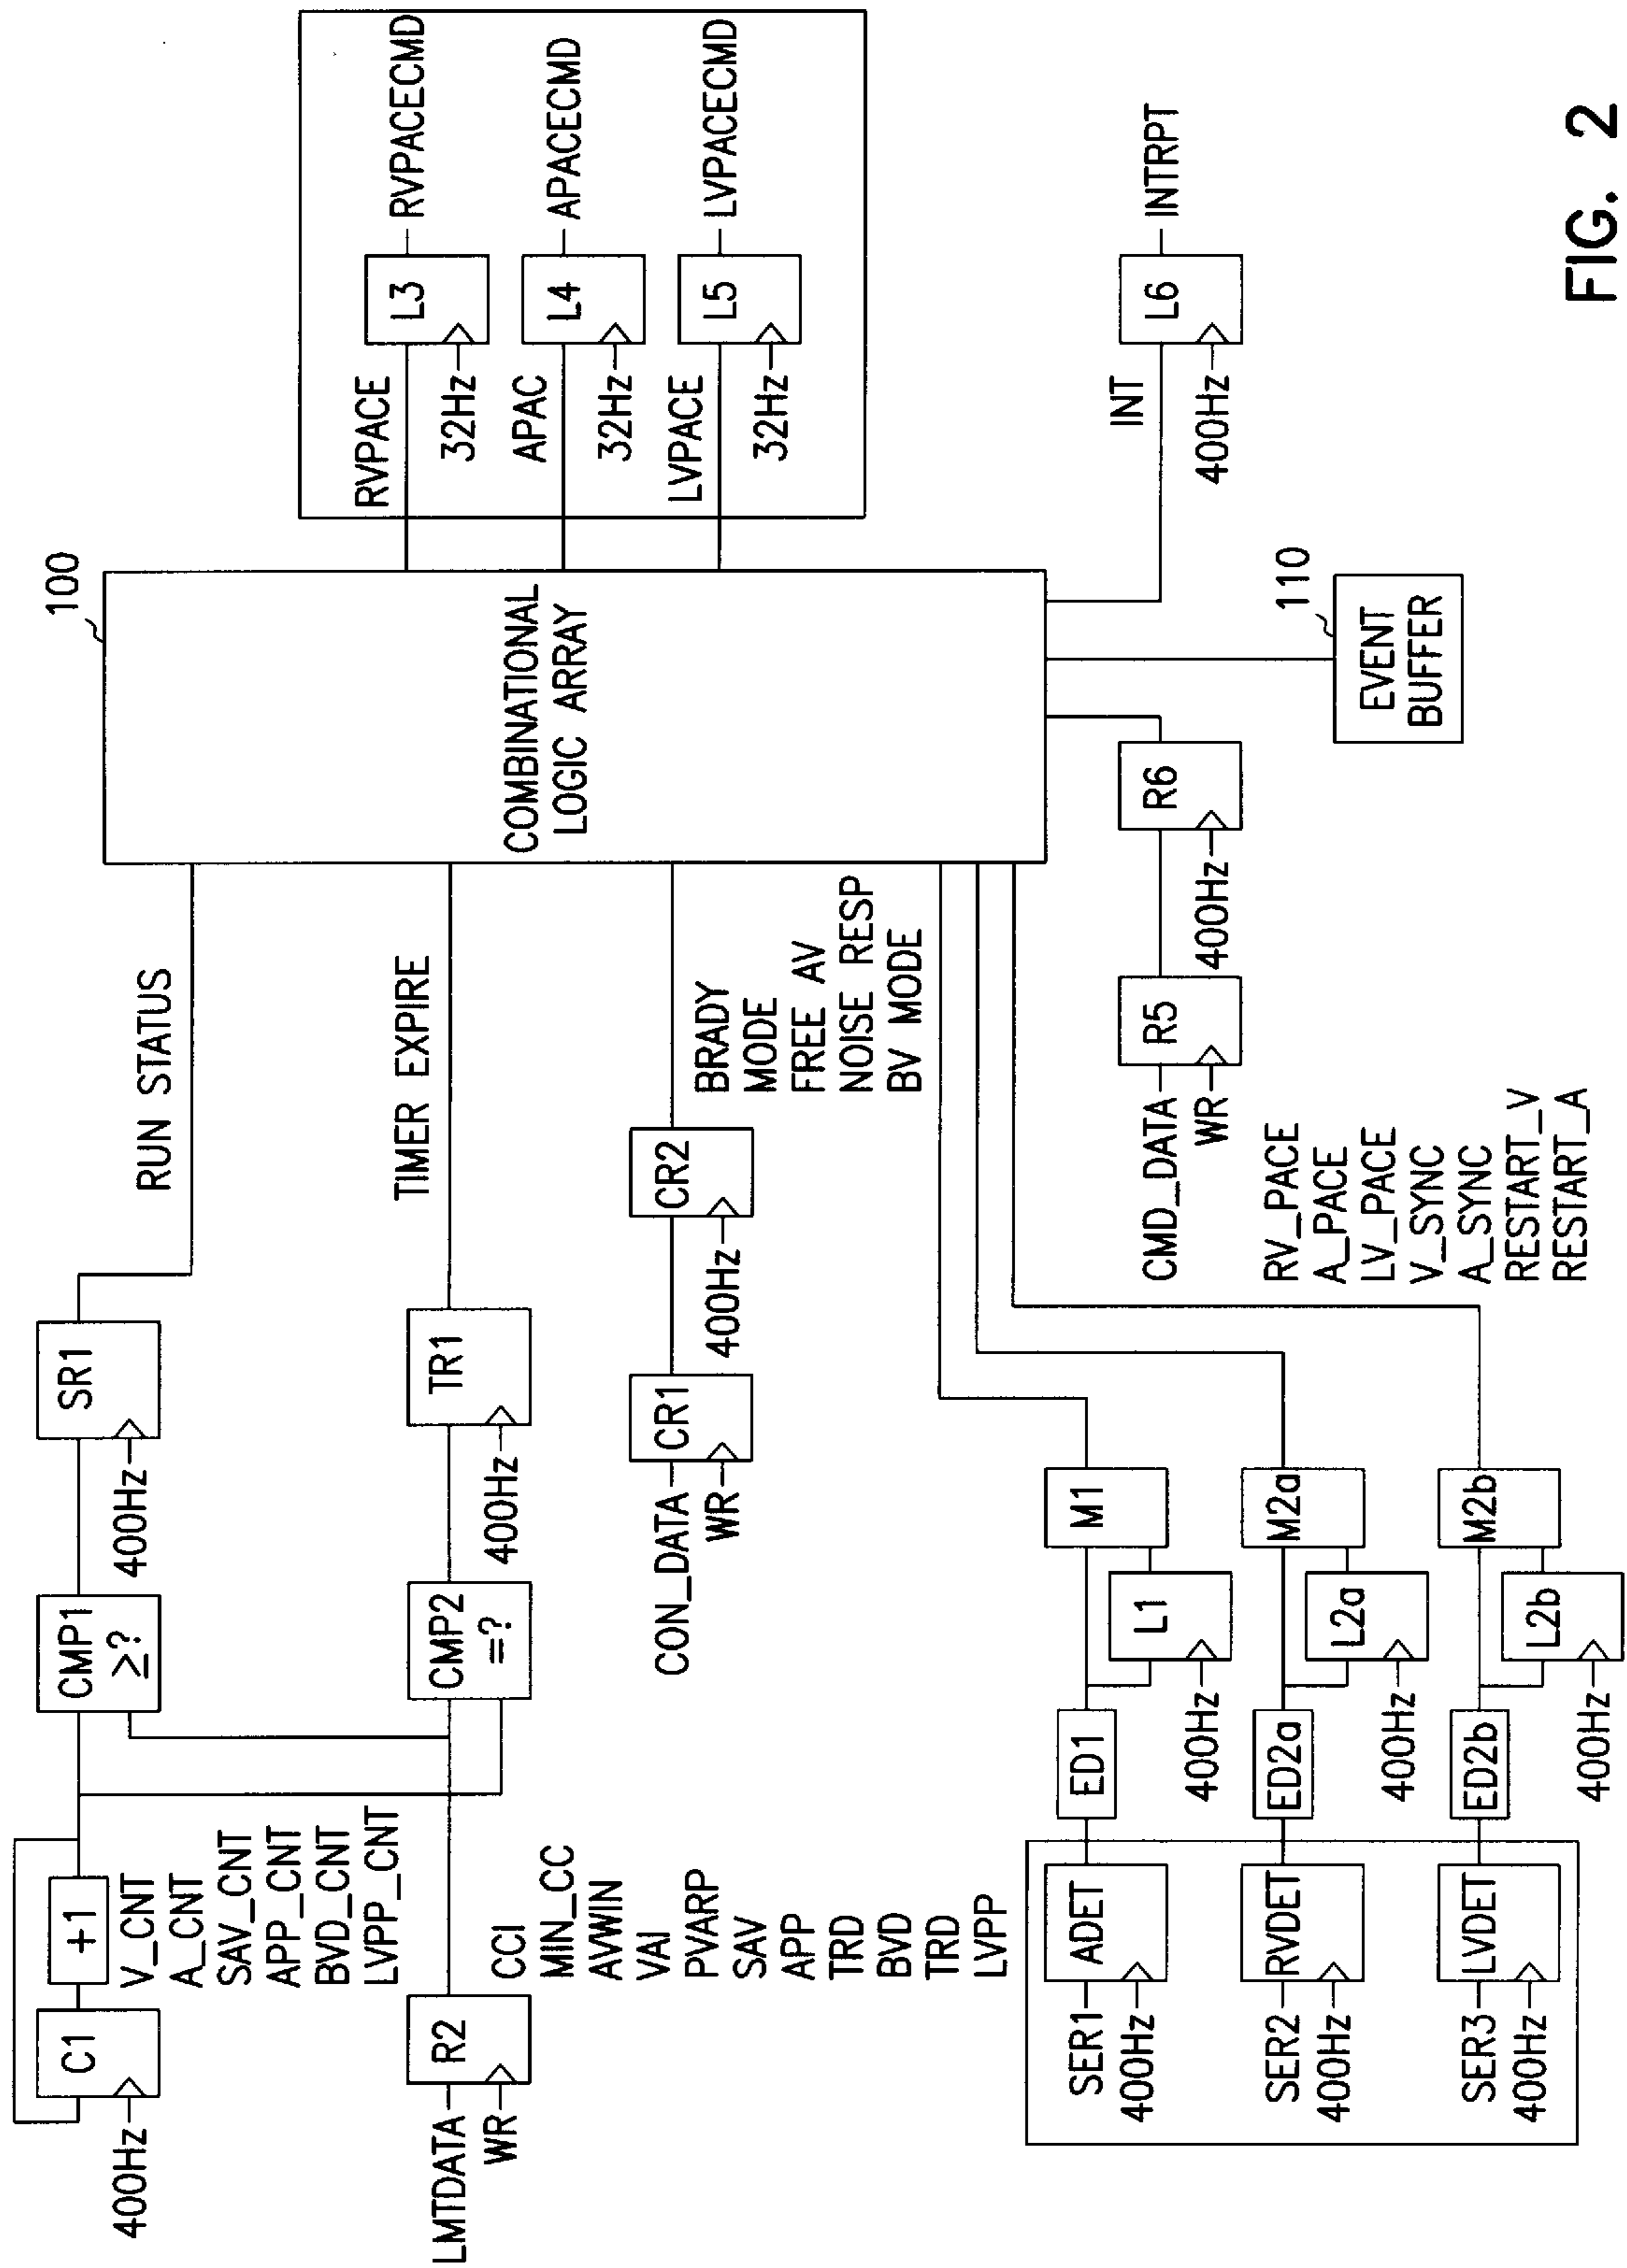 C1
400Hz
+1
V_CNT
A_CNT
SAV_CNT
APP_CNT
BVD_CNT
LVPP_CNT
CMP1
≥?
SR1
400Hz
RUN STATUS
LMTDATA
WR
R2
CCI
MIN_CC
AVWIN
VAI
PVARP
SAV
APP
TRD
BVD
TRD
LVPP
CMP2
=?
TR1
400Hz
TIMER EXPIRE
CON_DATA
WR
CR1
CR2
400Hz
BRADY
MODE
FREE AV
NOISE RESP
BV MODE
SER1
ADET
400Hz
ED1
L1
400Hz
M1
SER2
RVDET
400Hz
ED2a
L2a
400Hz
M2a
SER3
LVDET
400Hz
ED2b
L2b
400Hz
M2b
CMD_DATA
WR
R5
R6
400Hz
RV_PACE
A_PACE
LV_PACE
V_SYNC
A_SYNC
RESTART_V
RESTART_A
100
COMBINATIONAL
LOGIC ARRAY
110
EVENT
BUFFER
RVPACE
L3
32Hz
RVPACECMD
APAC
L4
32Hz
APACECMD
LVPACE
L5
32Hz
LVPACECMD
INT
L6
400Hz
INTRPT
FIG. 2